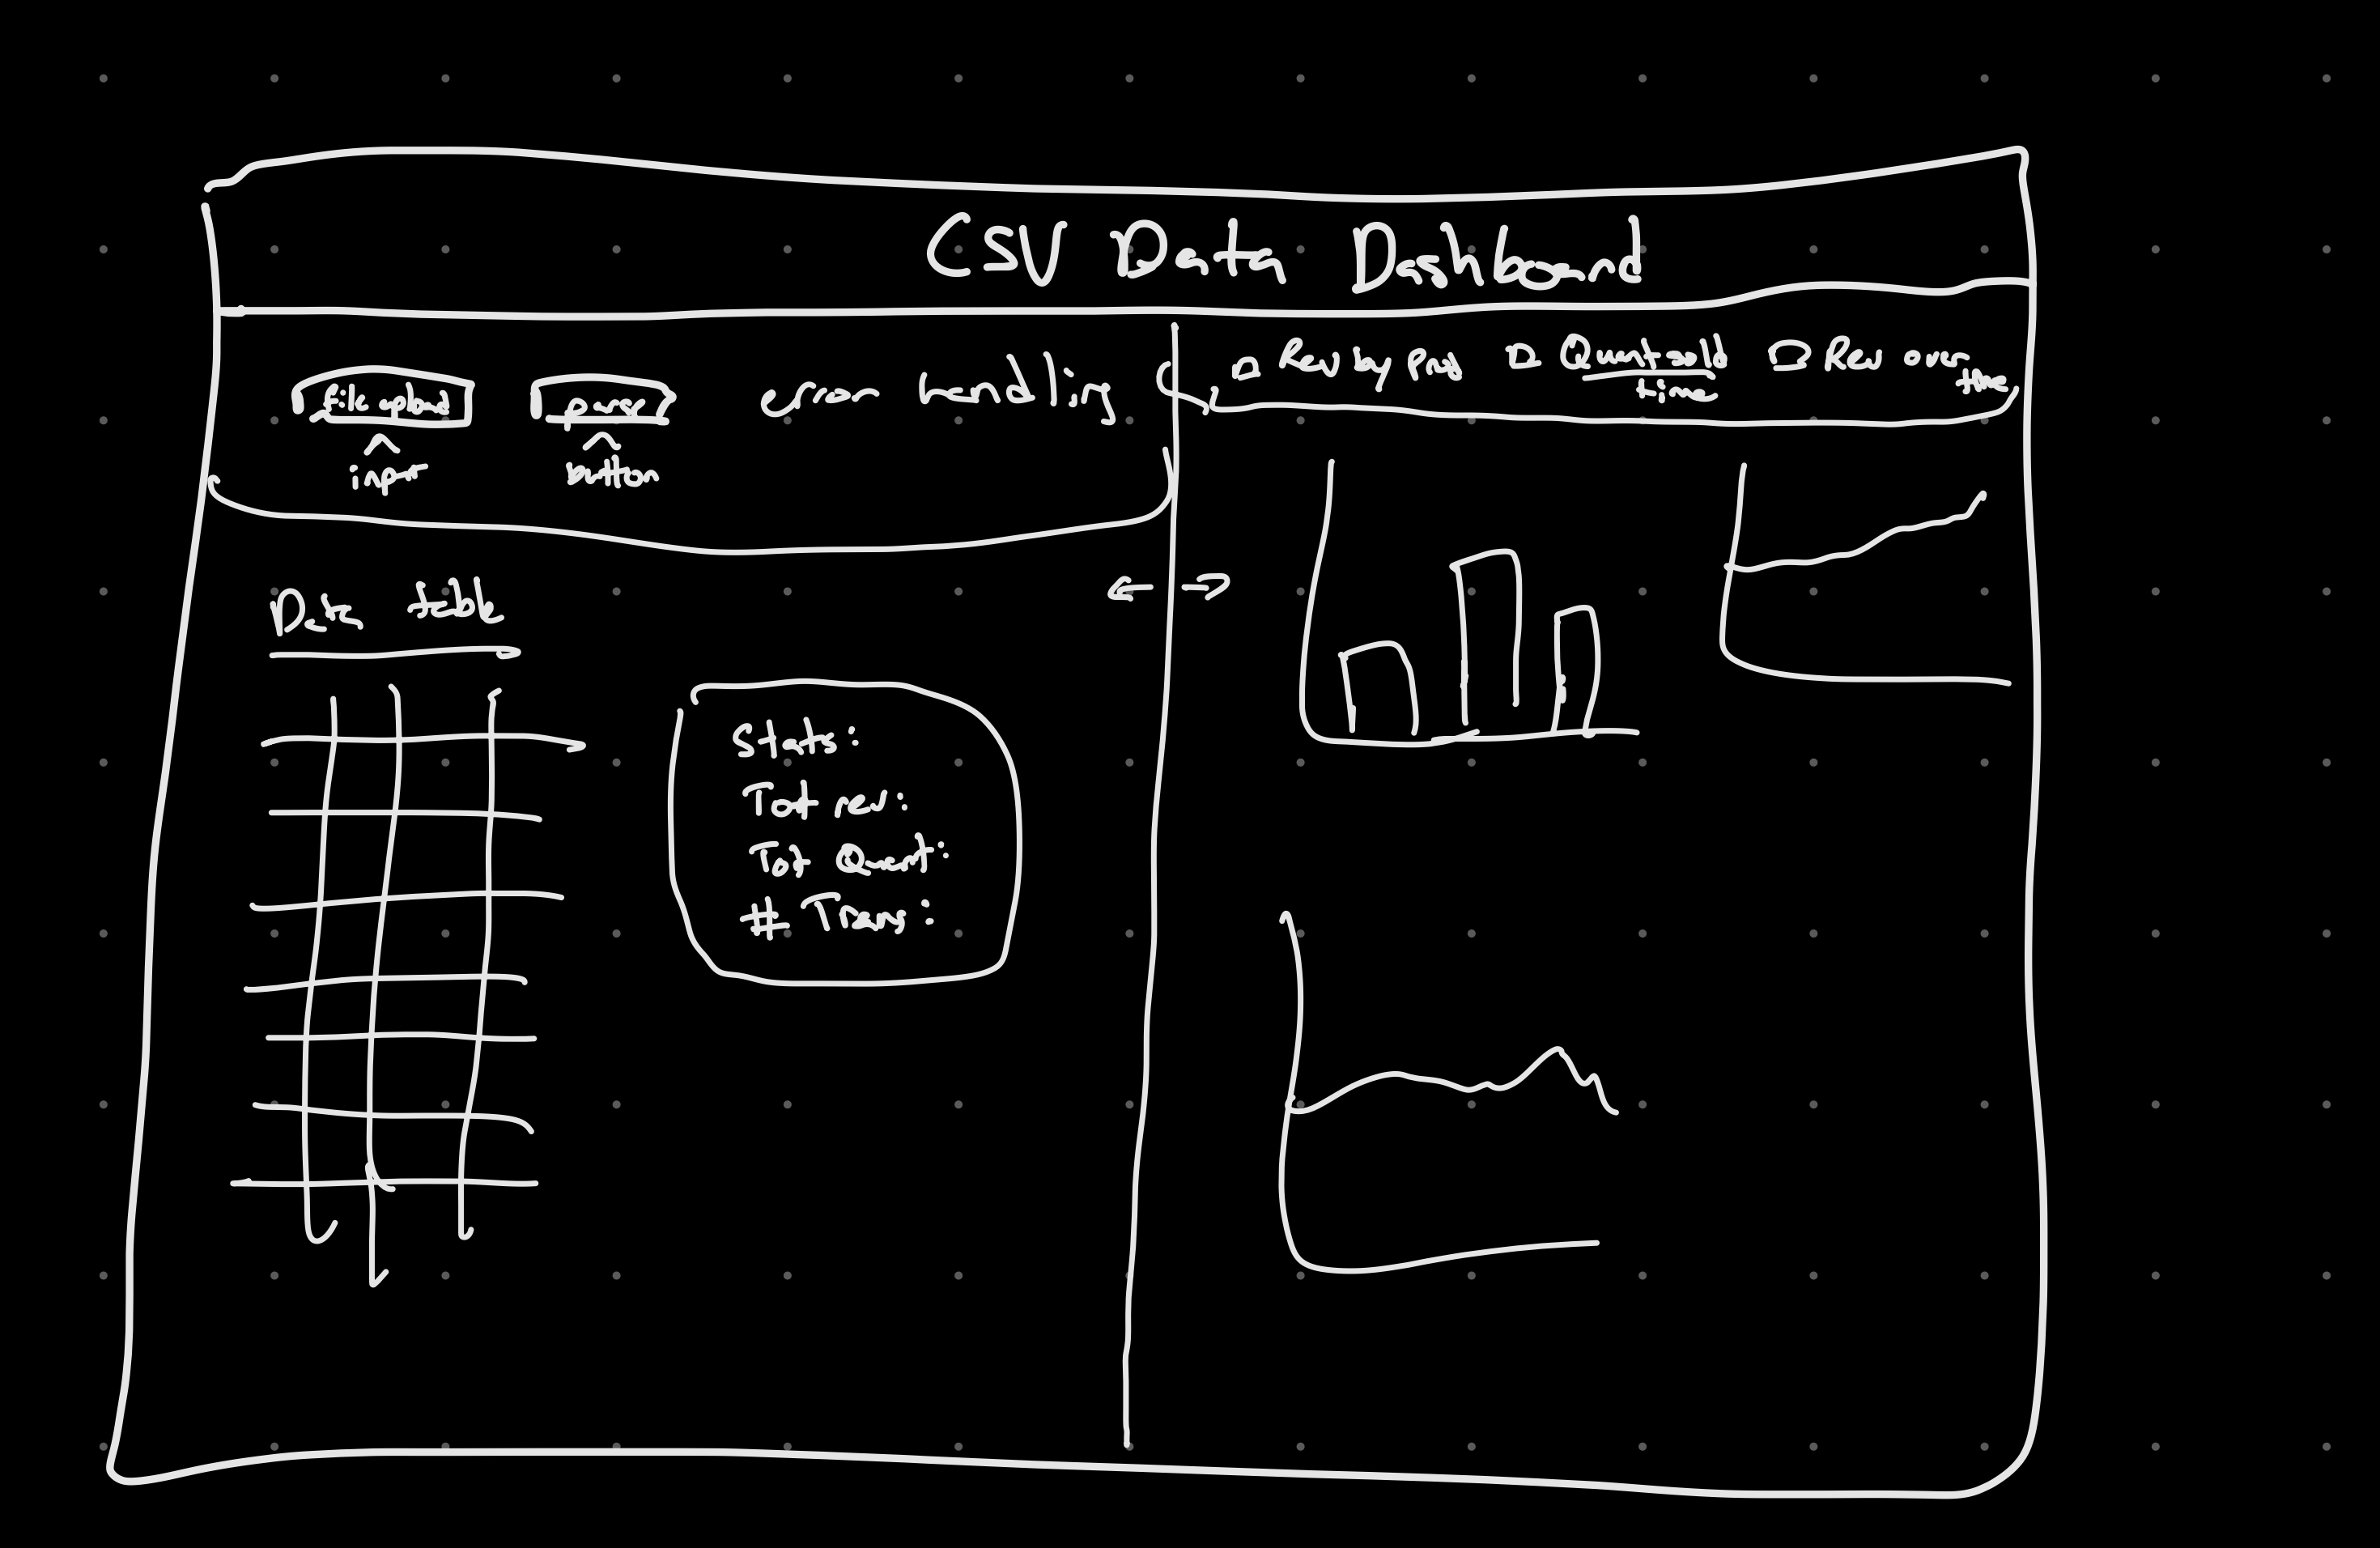 CSV Data Dashboard
file upload
process
error handling
input
button
Rev by Prod
Quant sold
time
Rev over
time
Data table
Stats:
Tot rev:
Tot Quant:
# Trans: